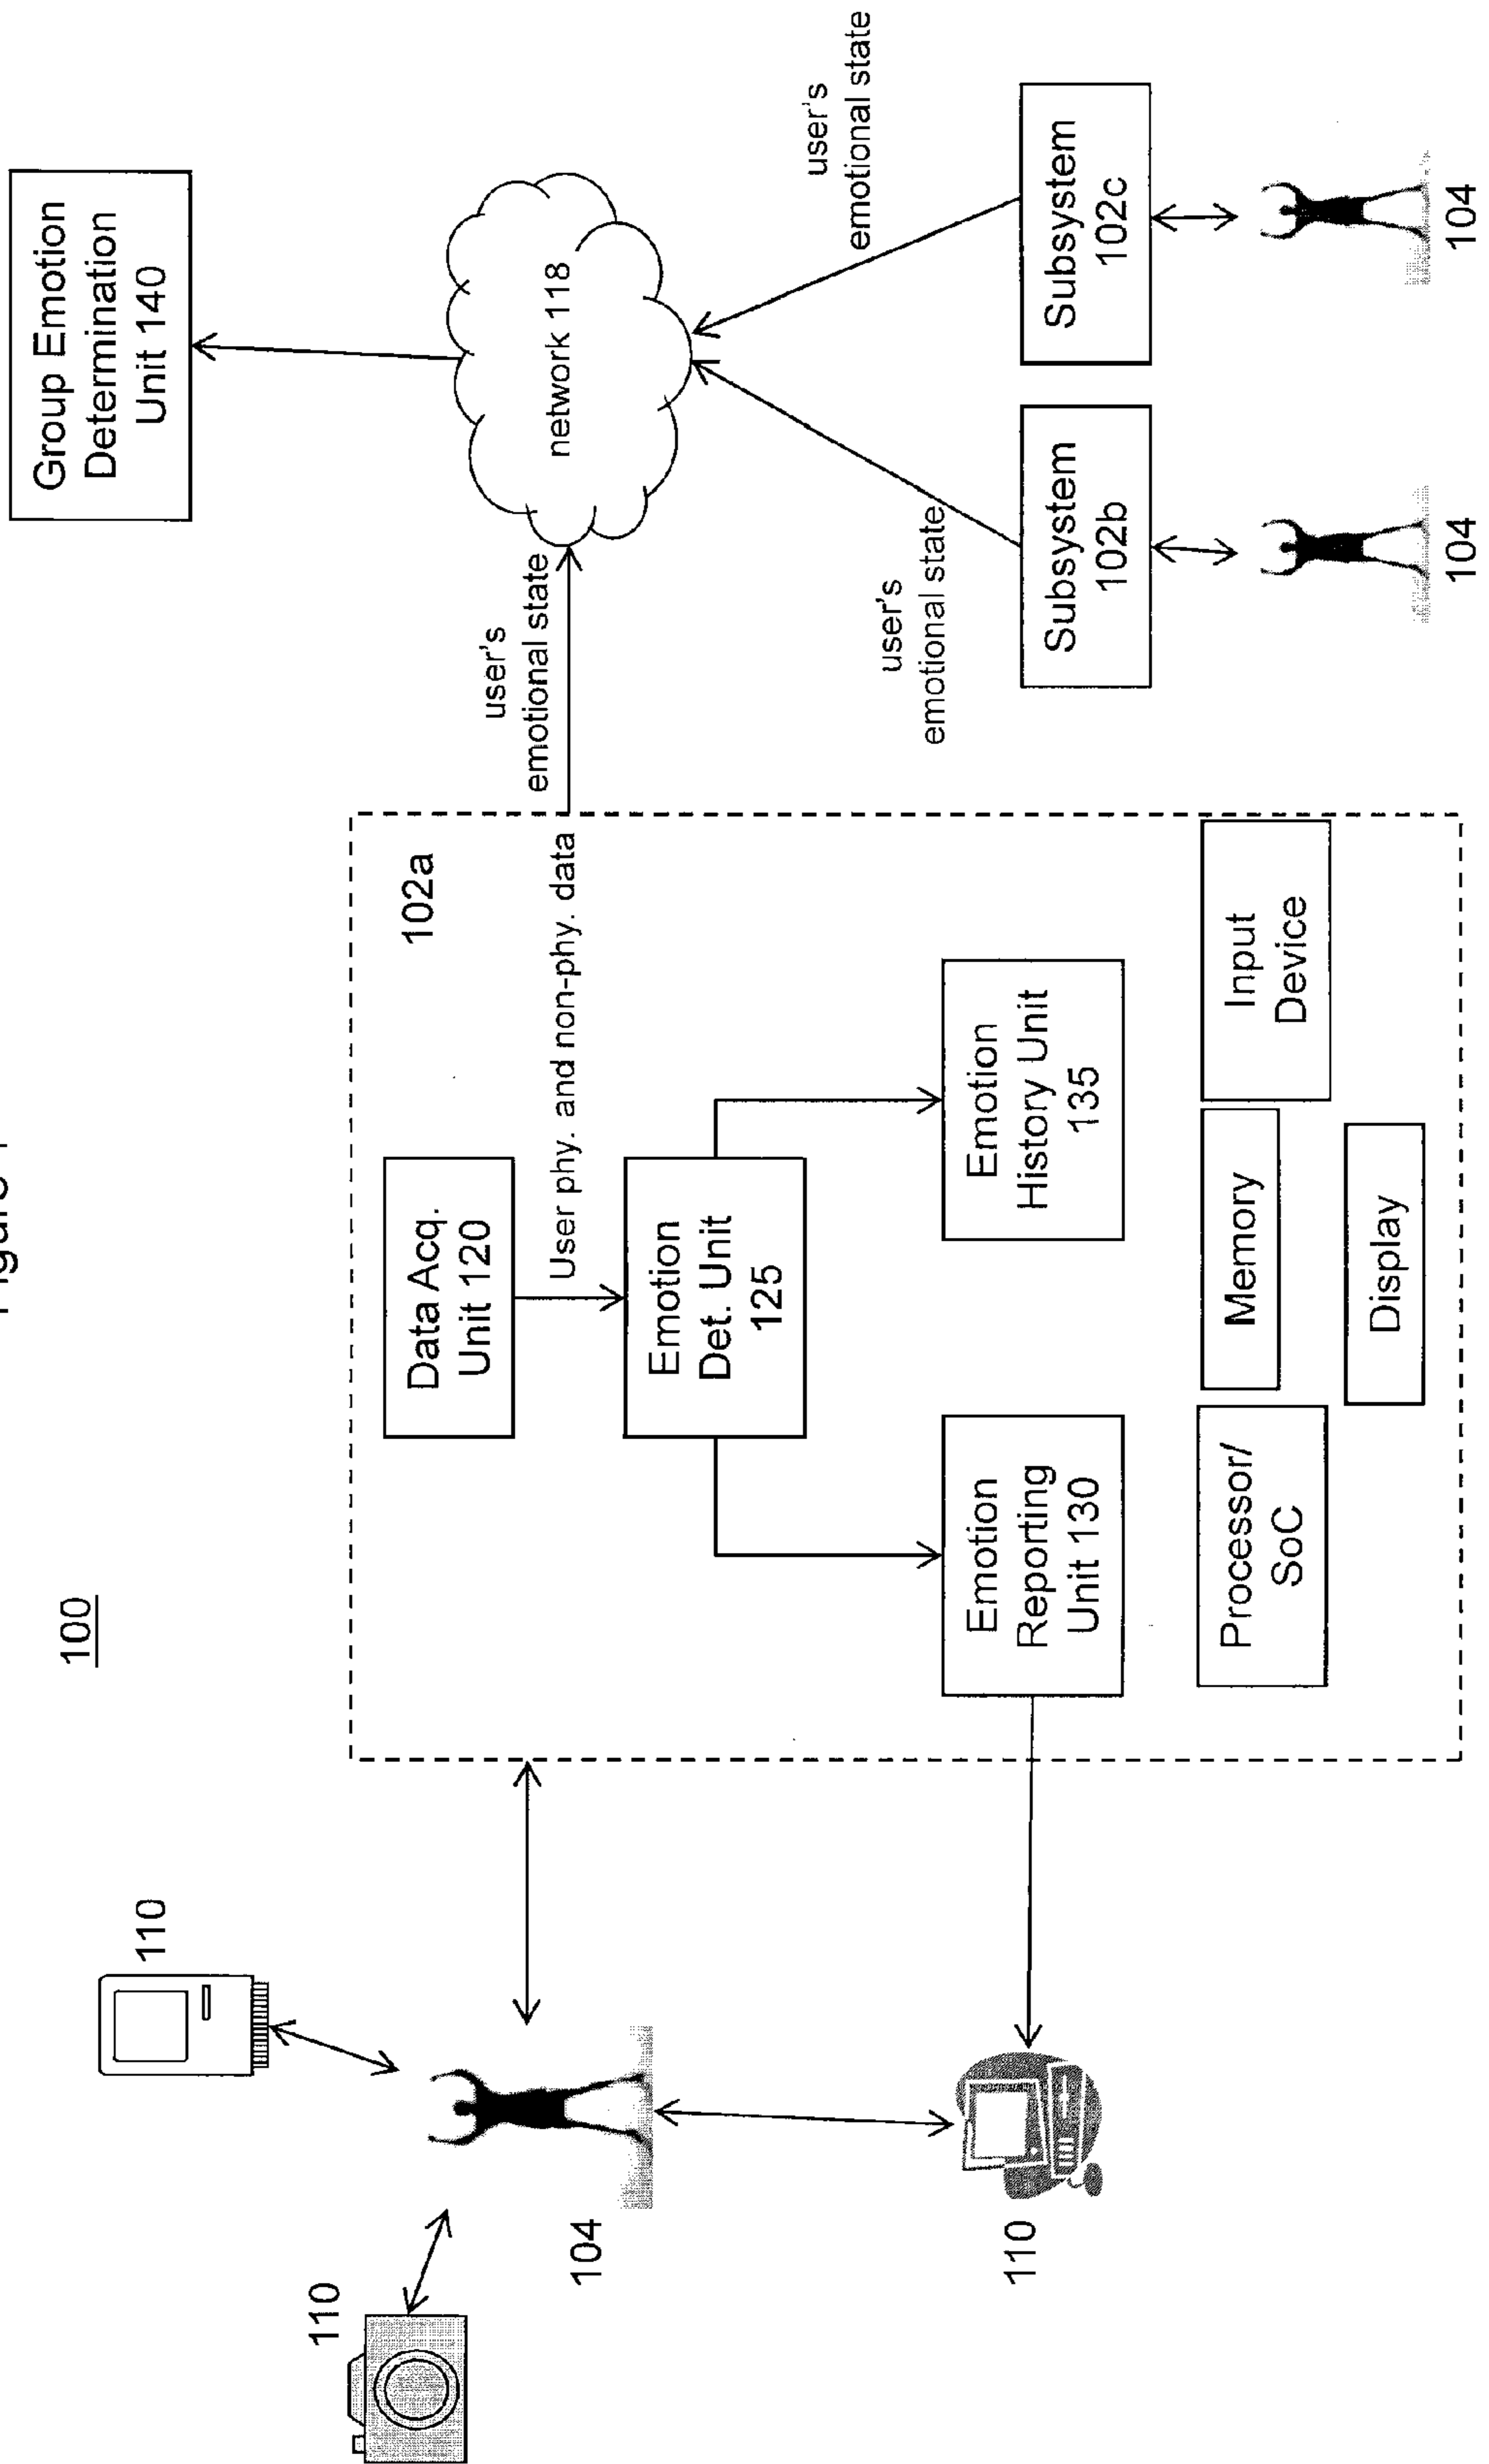 Figure 1
100
110
110
104
110
102a
Data Acq.
Unit 120
User phy. and non-phy. data
Emotion
Det. Unit
125
Emotion
Reporting
Unit 130
Emotion
History Unit
135
Processor/
SoC
Memory
Input
Device
Display
user's
emotional state
Group Emotion
Determination
Unit 140
network 118
user's
emotional state
user's
emotional state
Subsystem
102b
Subsystem
102c
104
104